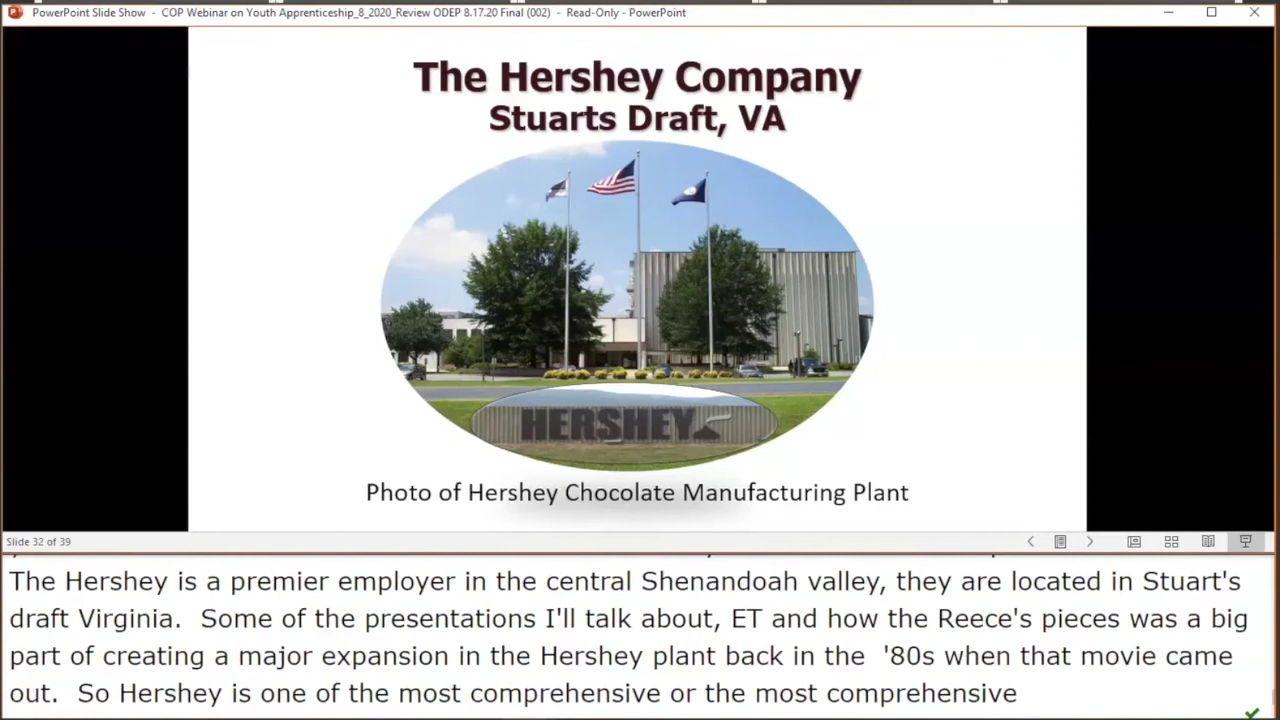 PowerPoint Slide Show - COP Webinar on Youth Apprenticeship_8_2020_Review ODEP 8.17.20 Final (002) - Read-Only - PowerPoint
The Hershey Company
Stuarts Draft, VA
HERSHEY
Photo of Hershey Chocolate Manufacturing Plant
Slide 32 of 39
The Hershey is a premier employer in the central Shenandoah valley, they are located in Stuart's
draft Virginia.  Some of the presentations I'll talk about, ET and how the Reece's pieces was a big
part of creating a major expansion in the Hershey plant back in the  '80s when that movie came
out.  So Hershey is one of the most comprehensive or the most comprehensive